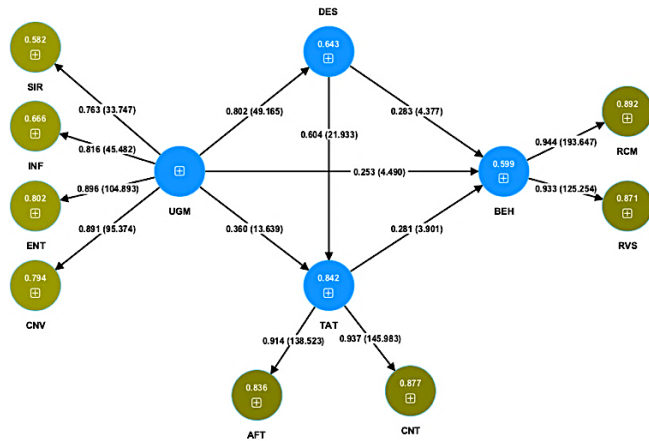 DES
0.582
0.643
SIR
0.763 (33.747)
0.666
0.802 (49.165)
0.283 (4.377)
0.892
INF
0.816 (45.482)
0.604 (21.933)
0.944 (193.647)
RCM
0.802
0.896 (104.893)
0.253 (4.490)
0.599
0.933 (125.254)
0.871
ENT
0.891 (95.374)
UGM
BEH
RVS
0.360 (13.639)
0.281 (3.901)
0.794
0.842
CNV
TAT
0.914 (138.523)
0.937 (145.983)
0.836
0.877
AFT
CNT